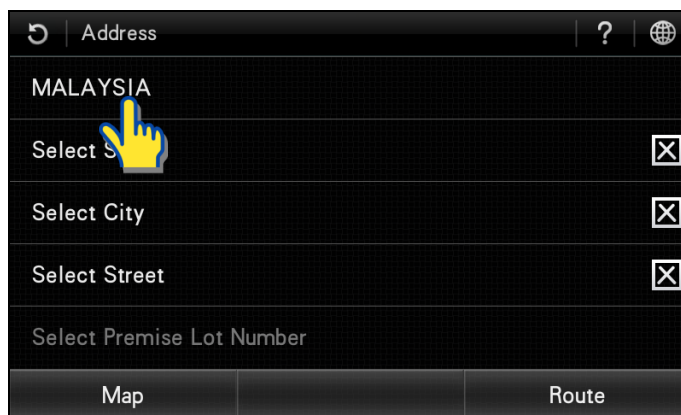 Address ?
MALAYSIA
Select S
Select City
Select Street
Select Premise Lot Number
Map Route